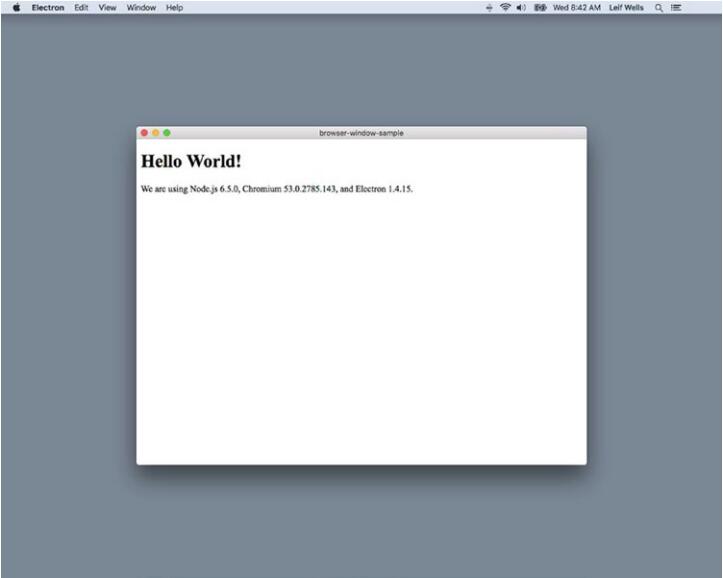 Electron Edit View Window Help Wed 8:42 AM Leif Wells
browser-window-sample
Hello World!
We are using Node.js 6.5.0, Chromium 53.0.2785.143, and Electron 1.4.15.